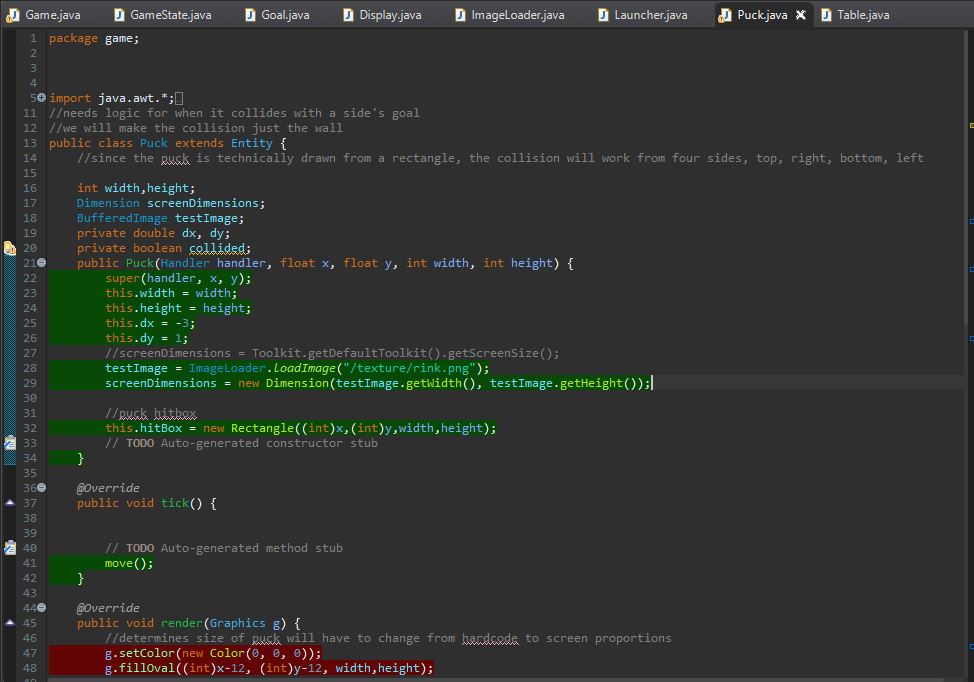 Game.java GameState.java Goal.java Display.java ImageLoader.java Launcher.java Puck.java Table.java
1 package game;
2
3
4
5 import java.awt.*;
11 //needs logic for when it collides with a side's goal
12 //we will make the collision just the wall
13 public class Puck extends Entity {
14 //since the puck is technically drawn from a rectangle, the collision will work from four sides, top, right, bottom, left
15
16 int width,height;
17 Dimension screenDimensions;
18 BufferedImage testImage;
19 private double dx, dy;
20 private boolean collided;
21 public Puck(Handler handler, float x, float y, int width, int height) {
22 super(handler, x, y);
23 this.width = width;
24 this.height = height;
25 this.dx = -3;
26 this.dy = 1;
27 //screenDimensions = Toolkit.getDefaultToolkit().getScreenSize();
28 testImage = ImageLoader.loadImage("/texture/rink.png");
29 screenDimensions = new Dimension(testImage.getWidth(), testImage.getHeight());
30
31 //puck hitbox
32 this.hitBox = new Rectangle((int)x,(int)y,width,height);
33 // TODO Auto-generated constructor stub
34 }
35
36 @Override
37 public void tick() {
38
39
40 // TODO Auto-generated method stub
41 move();
42 }
43
44 @Override
45 public void render(Graphics g) {
46 //determines size of puck will have to change from hardcode to screen proportions
47 g.setColor(new Color(0, 0, 0));
48 g.fillOval((int)x-12, (int)y-12, width,height);